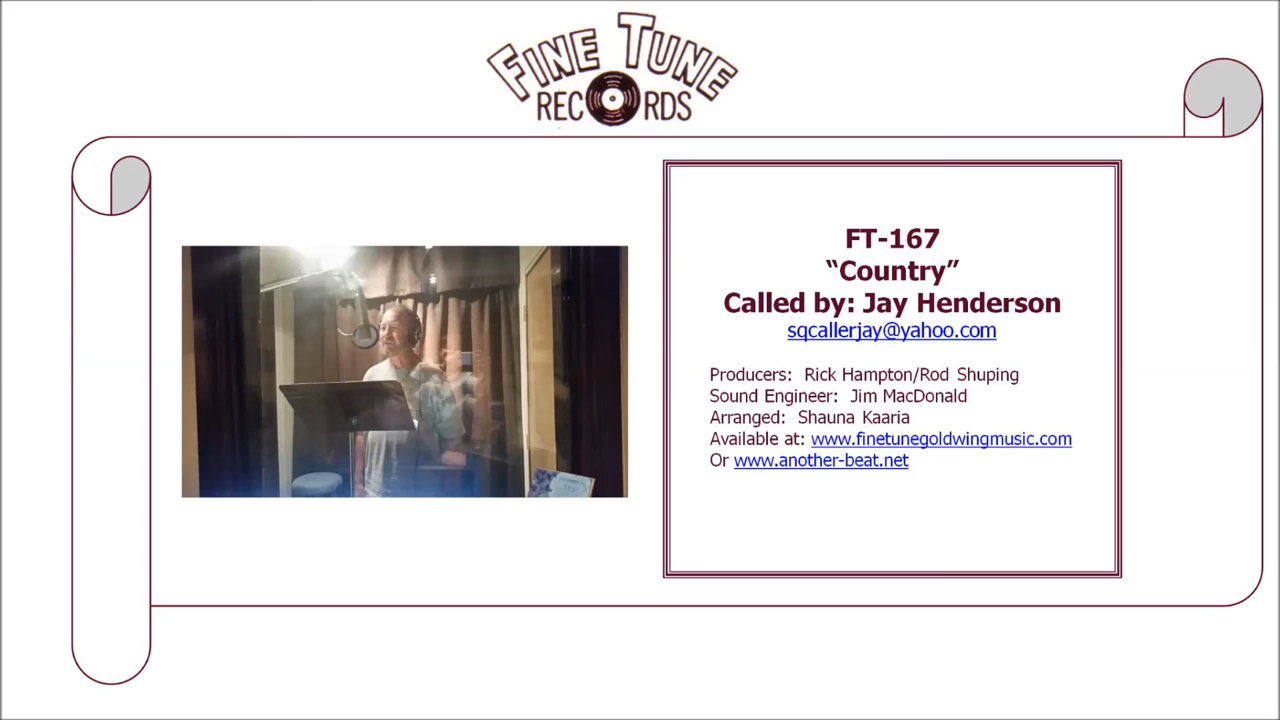 FINE TUNE
RECORDS
FT-167
“Country”
Called by: Jay Henderson
sqcallerjay@yahoo.com
Producers: Rick Hampton/Rod Shuping
Sound Engineer: Jim MacDonald
Arranged: Shauna Kaaria
Available at: www.finetunegoldwingmusic.com
Or www.another-beat.net